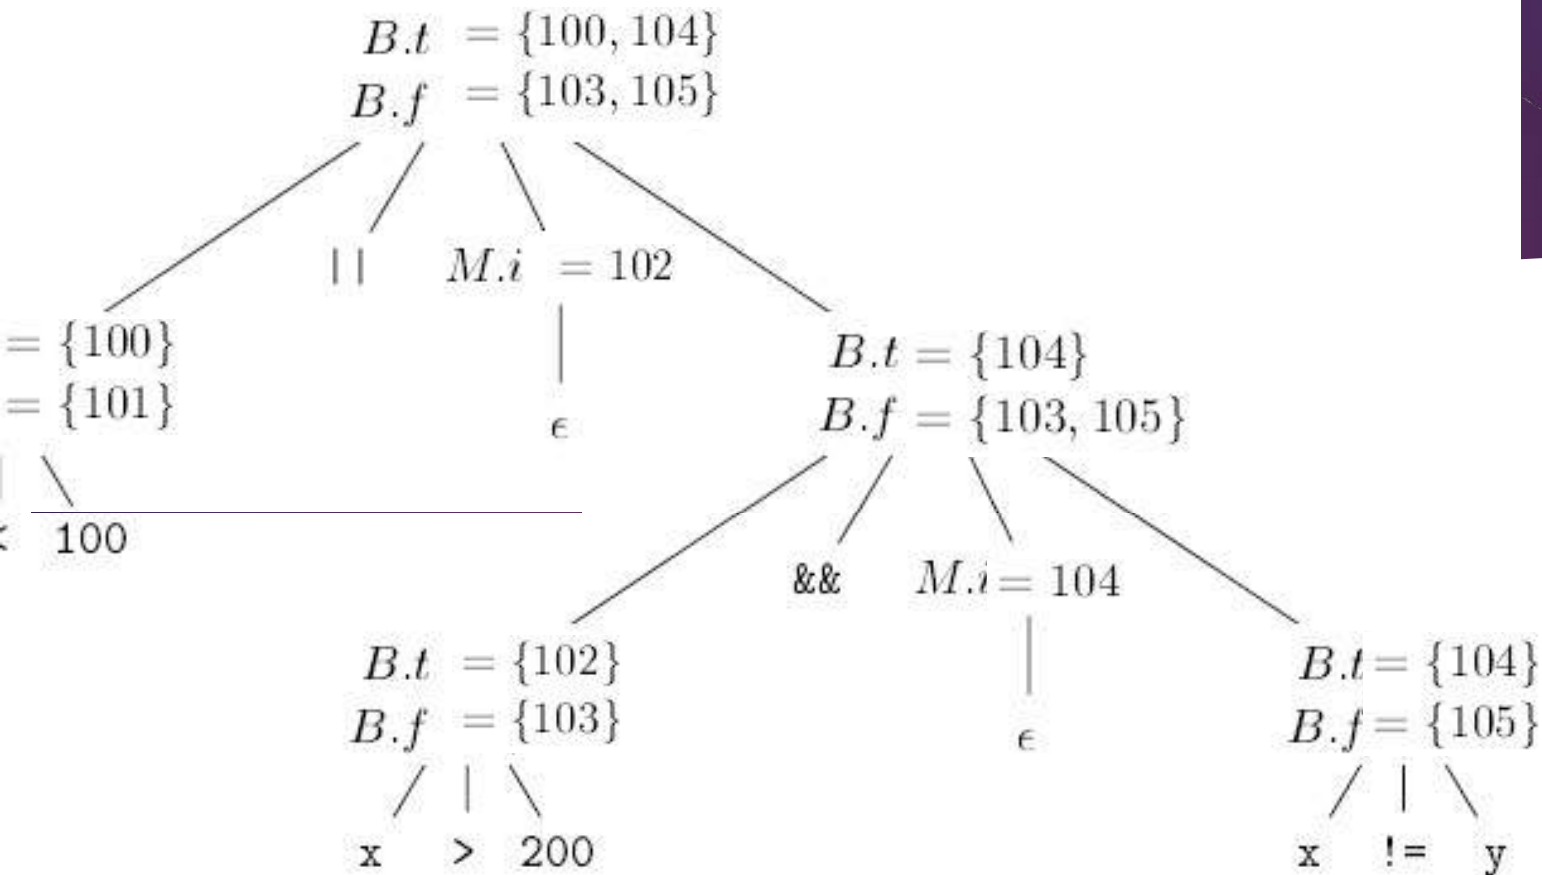 B.t = {100, 104}
B.f = {103, 105}
|| M.i = 102
= {100}
= {101}
B.t = {104}
B.f = {103, 105}
ϵ
< 100
&& M.i = 104
B.t = {102}
B.f = {103}
B.t = {104}
B.f = {105}
ϵ
x > 200
x != y